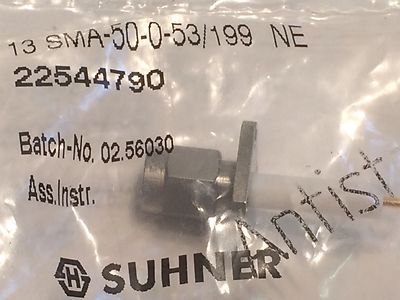 13 SMA-50-0-53/199 NE
22544790
Batch-No. 02.56030
Ass.Instr.
Antist
SUHNER